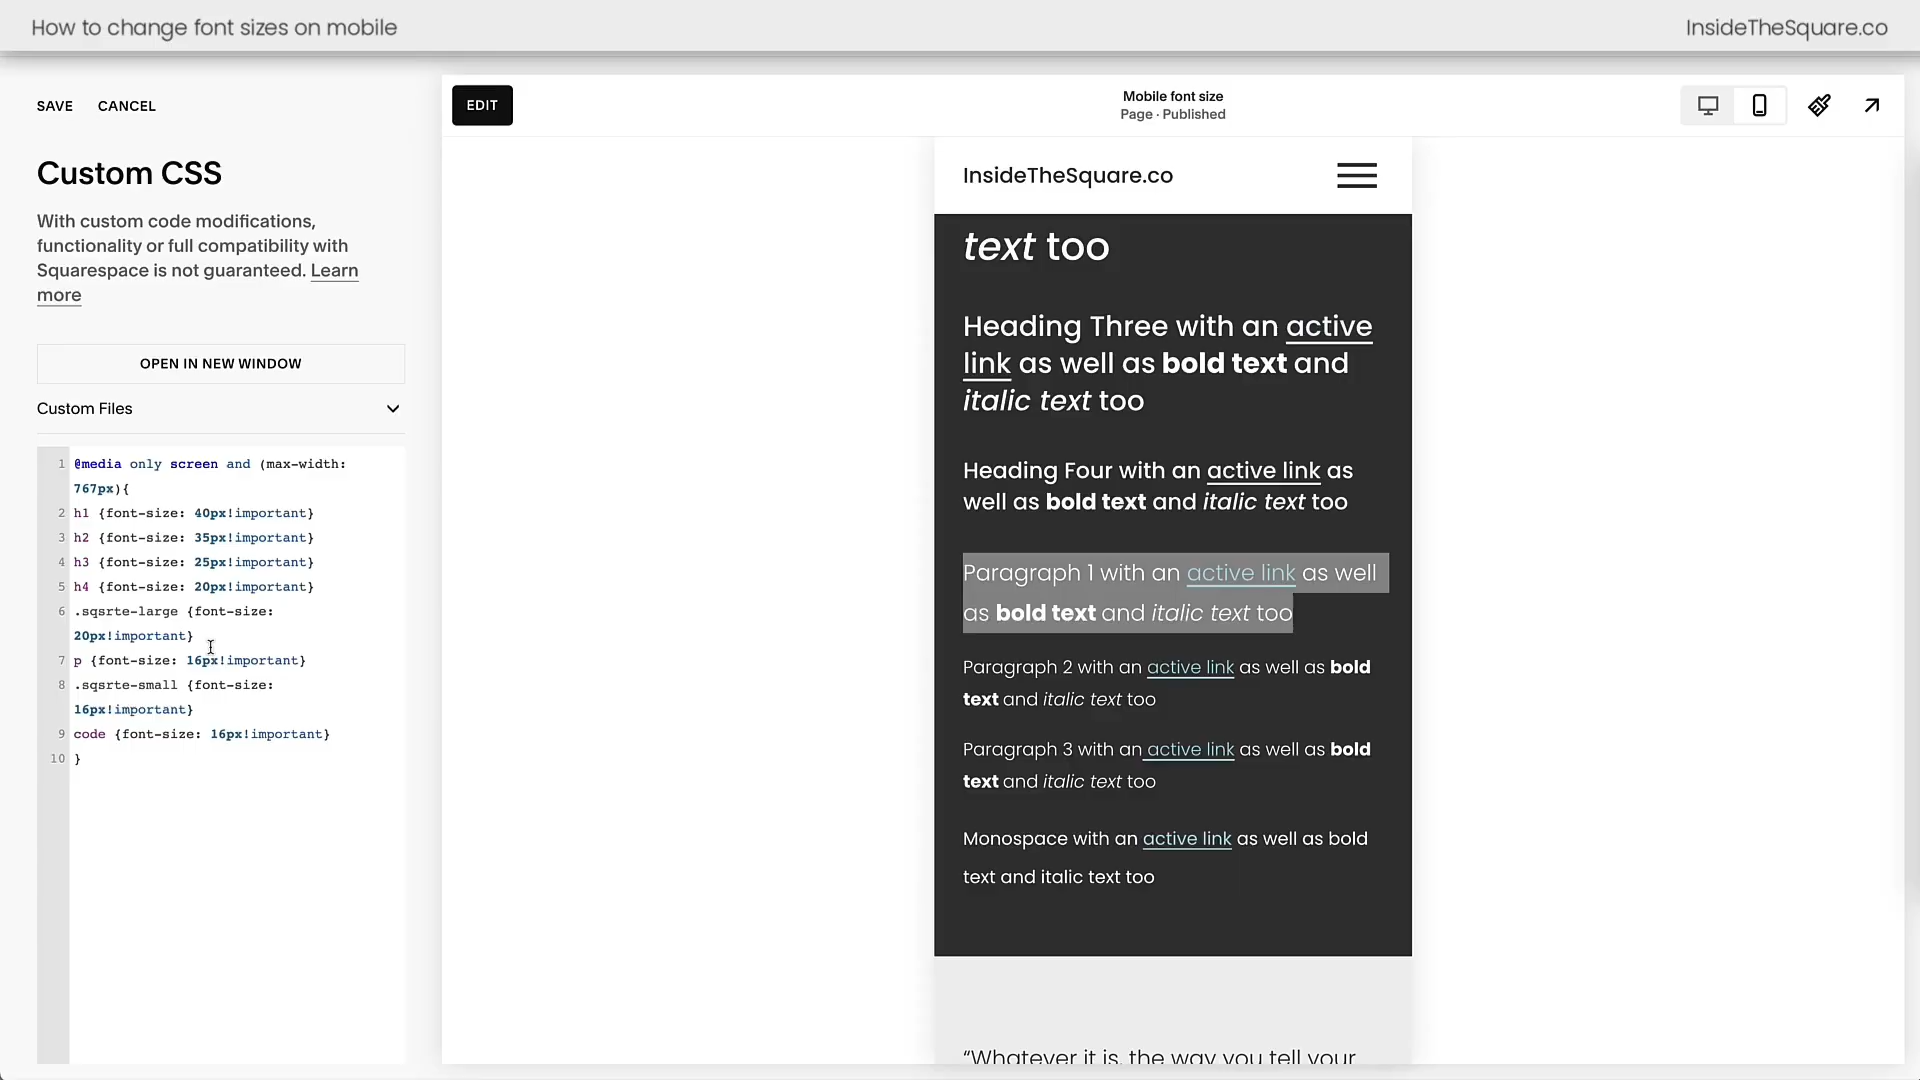 How to change font sizes on mobile
InsideTheSquare.co
SAVE CANCEL
Custom CSS
With custom code modifications,
functionality or full compatibility with
Squarespace is not guaranteed. Learn
more
OPEN IN NEW WINDOW
Custom Files
1 @media only screen and (max-width:
767px){
2 h1 {font-size: 40px!important}
3 h2 {font-size: 35px!important}
4 h3 {font-size: 25px!important}
5 h4 {font-size: 20px!important}
6 .sqsrte-large {font-size:
20px!important}
7 p {font-size: 16px!important}
8 .sqsrte-small {font-size:
16px!important}
9 code {font-size: 16px!important}
10 }
EDIT
Mobile font size
Page · Published
InsideTheSquare.co
text too
Heading Three with an active
link as well as bold text and
italic text too
Heading Four with an active link as
well as bold text and italic text too
Paragraph 1 with an active link as well
as bold text and italic text too
Paragraph 2 with an active link as well as bold
text and italic text too
Paragraph 3 with an active link as well as bold
text and italic text too
Monospace with an active link as well as bold
text and italic text too
“Whatever it is, the way you tell your